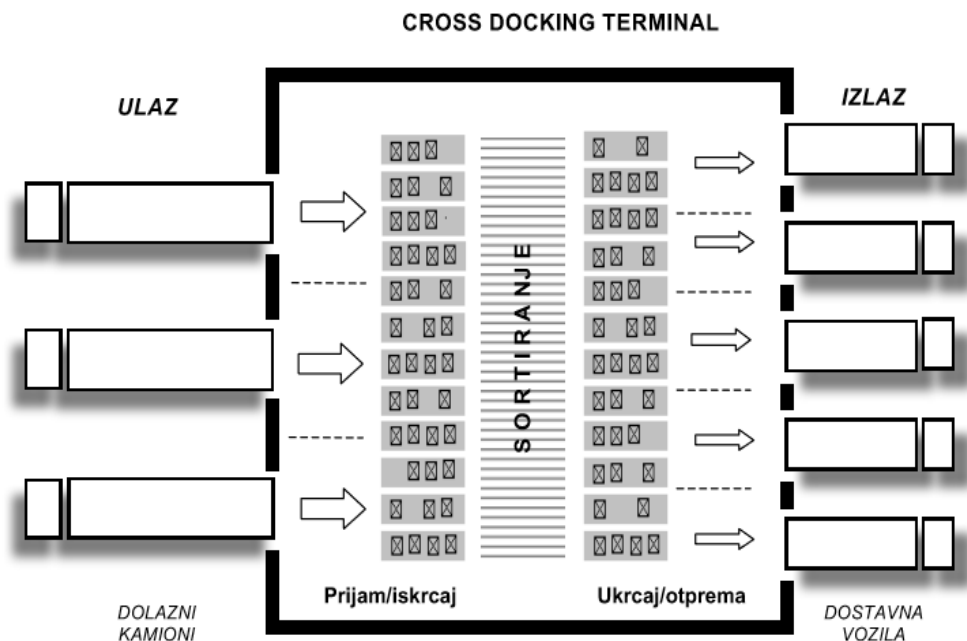 CROSS DOCKING TERMINAL
ULAZ
IZLAZ
SORTIRANJE
Prijam/iskrcaj
Ukrcaj/otprema
DOLAZNI
KAMIONI
DOSTAVNA
VOZILA